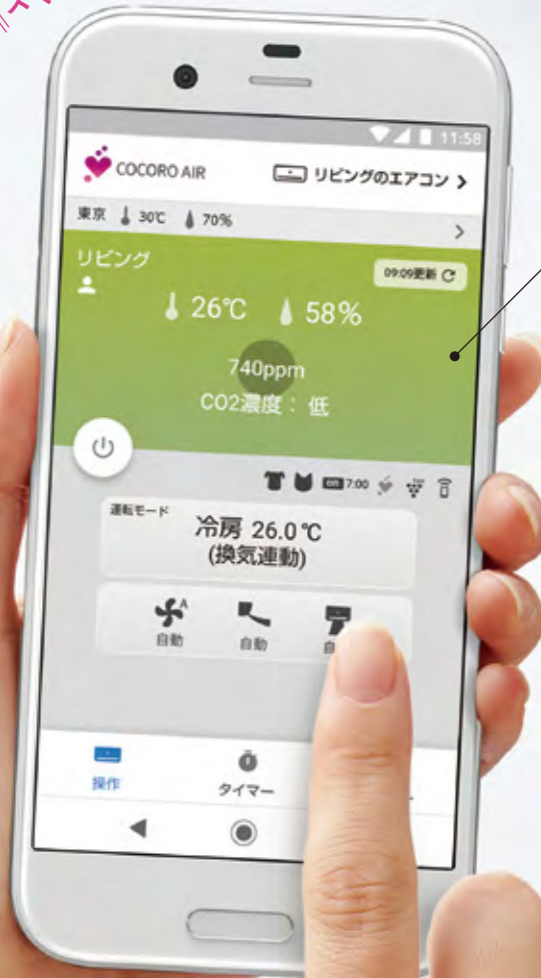 11:58
COCORO AIR リビングのエアコン
東京 30℃ 70%
リビング
09:09更新
26℃ 58%
740ppm
CO2濃度： 低
on 7:00
運転モード
冷房 26.0℃
(換気連動)
A
自動 自動
操作 タイマー